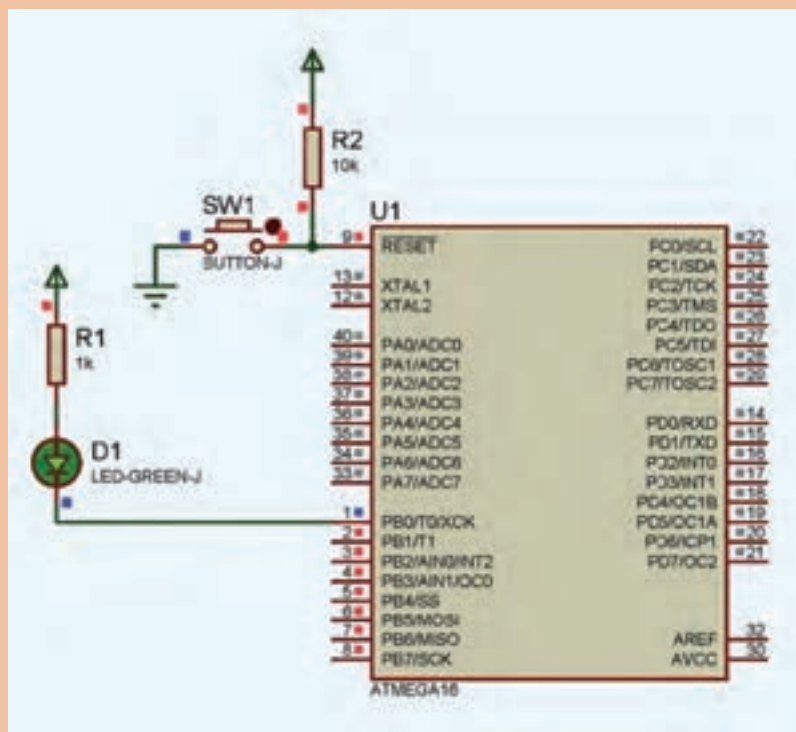 R2
10k
SW1
BUTTON-J
R1
1k
D1
LED-GREEN-J
U1
9 RESET
13 XTAL1
12 XTAL2
40 PA0/ADC0
39 PA1/ADC1
38 PA2/ADC2
37 PA3/ADC3
36 PA4/ADC4
35 PA5/ADC5
34 PA6/ADC6
33 PA7/ADC7
1 PB0/T0/XCK
2 PB1/T1
3 PB2/AIN0/INT2
4 PB3/AIN1/OC0
5 PB4/SS
6 PB5/MOSI
7 PB6/MISO
8 PB7/SCK
PC0/SCL 22
PC1/SDA 23
PC2/TCK 24
PC3/TMS 25
PC4/TDO 26
PC5/TDI 27
PC6/TOSC1 28
PC7/TOSC2 29
PD0/RXD 14
PD1/TXD 15
PD2/INT0 16
PD3/INT1 17
PD4/OC1B 18
PD5/OC1A 19
PD6/ICP1 20
PD7/OC2 21
AREF 32
AVCC 30
ATMEGA16